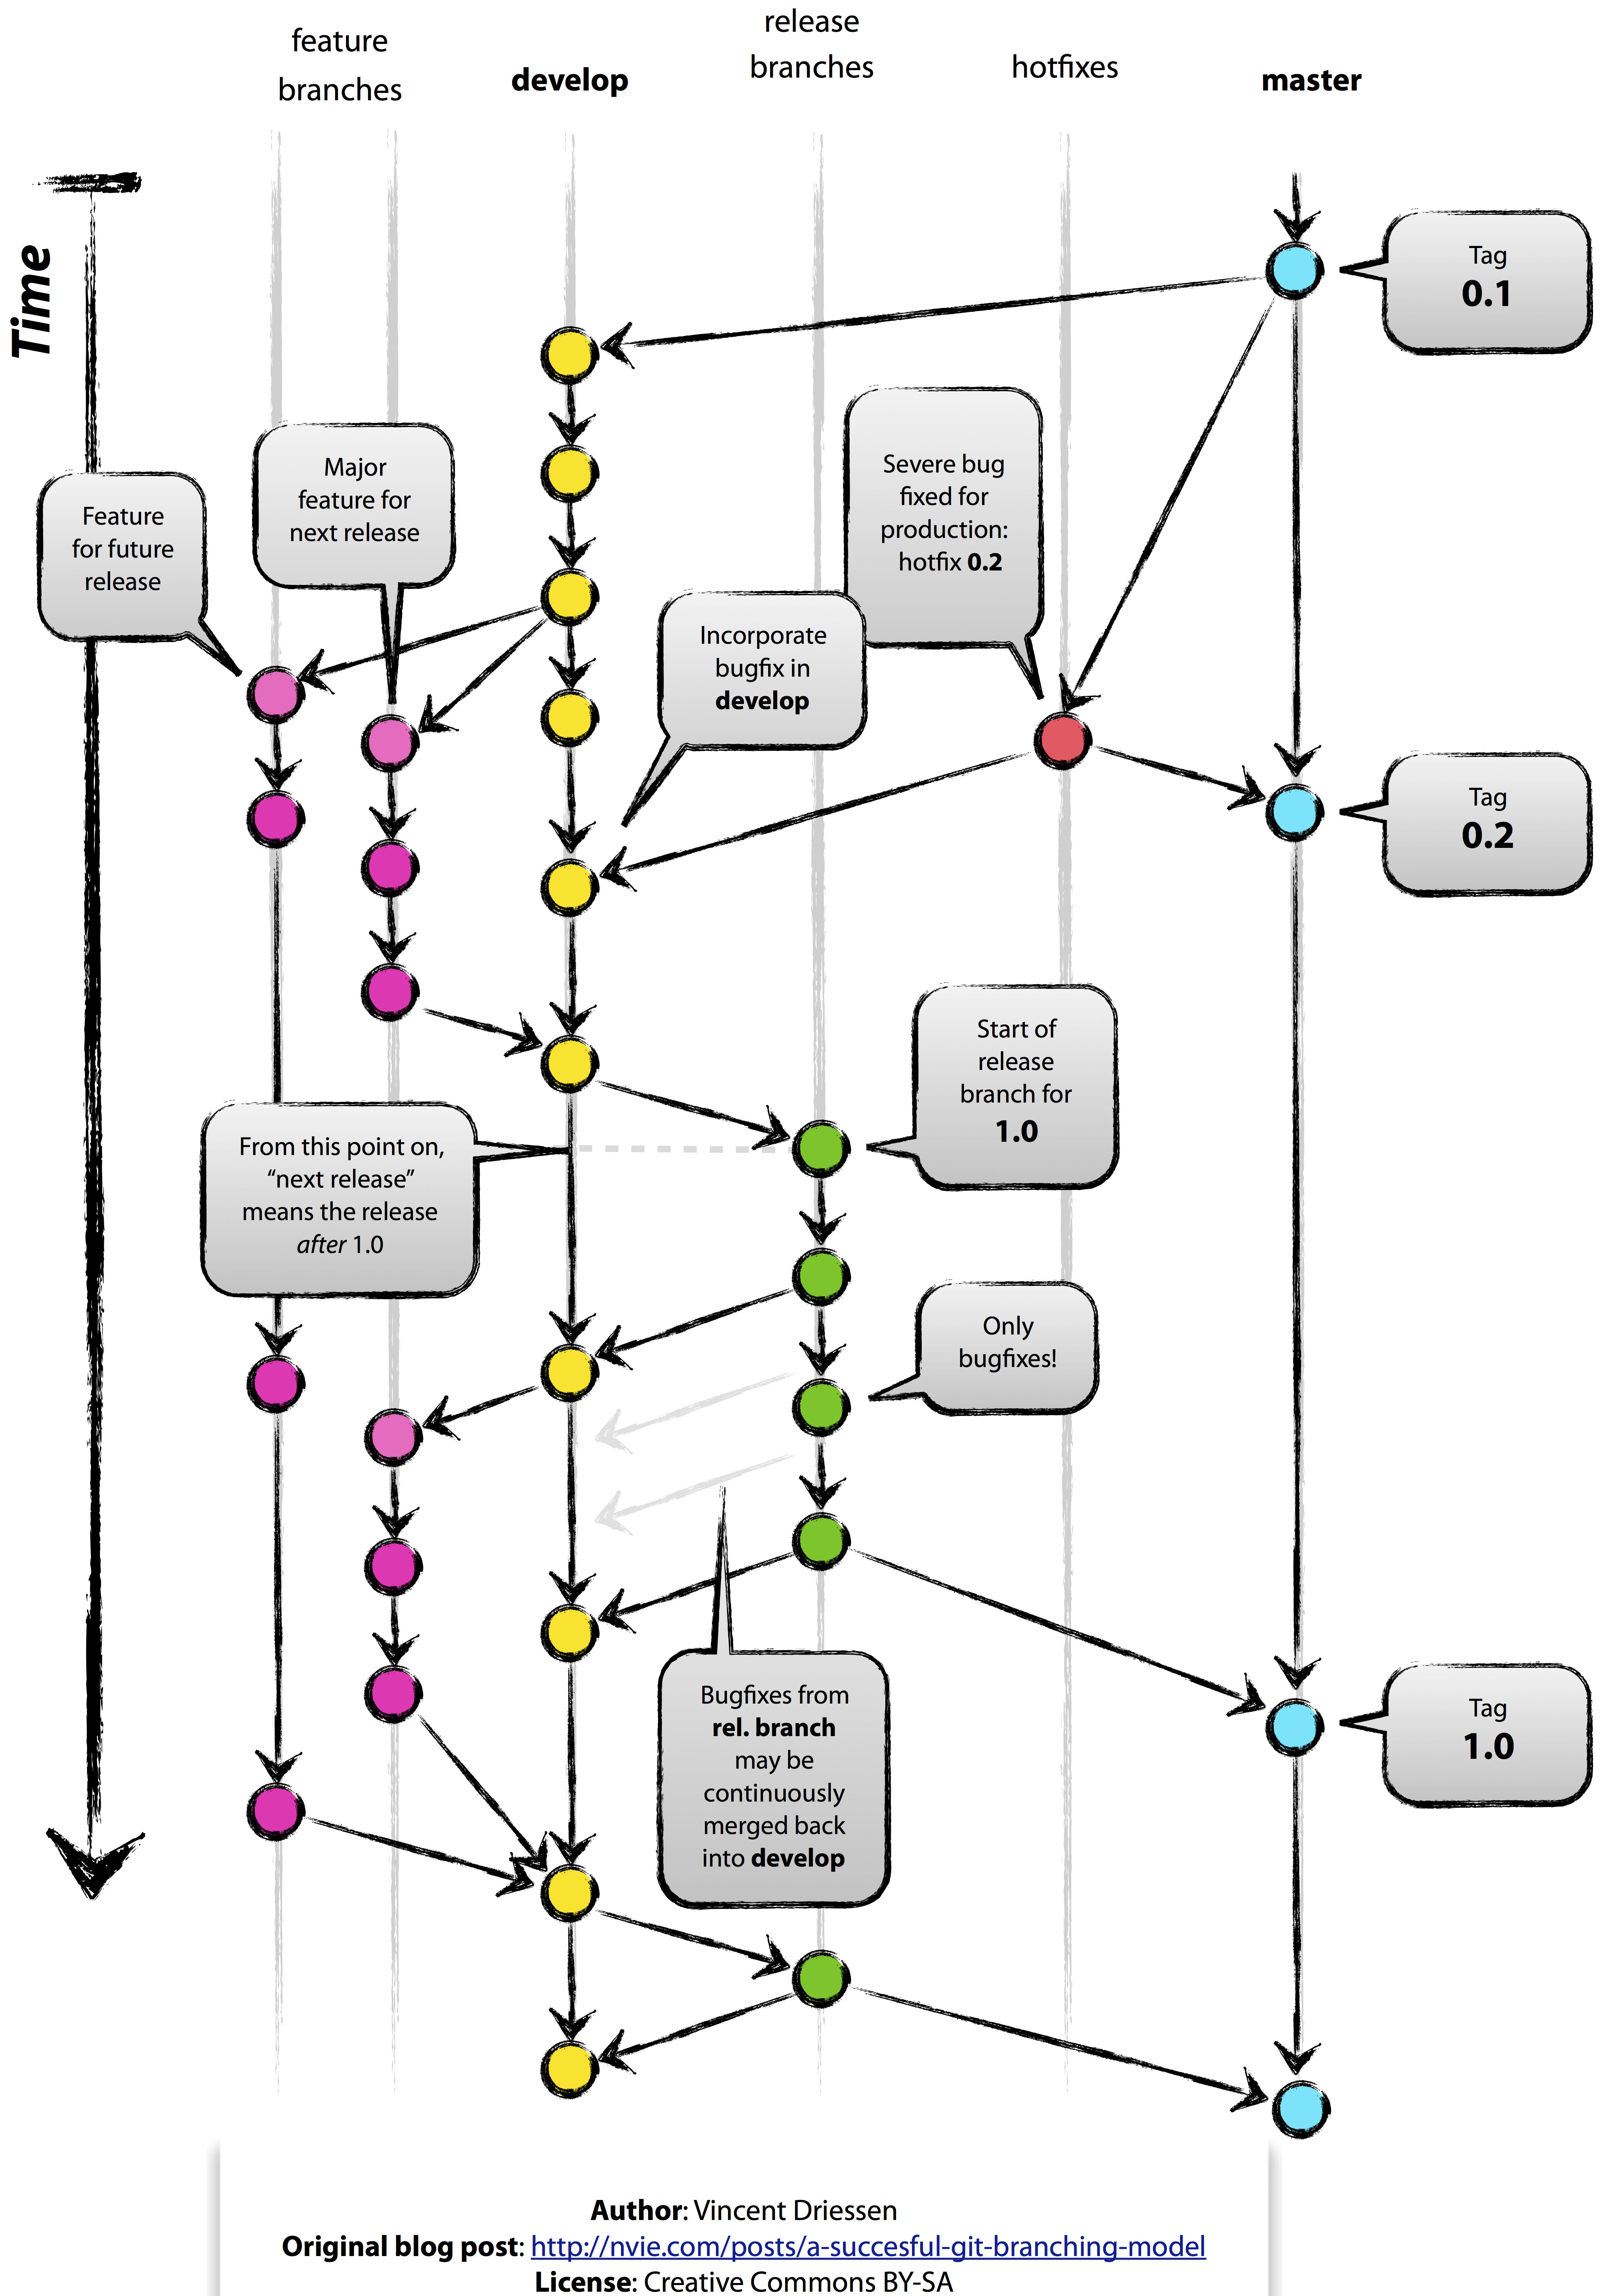 feature
branches
develop
release
branches
hotfixes
master
Time
Tag
0.1
Major
feature for
next release
Feature
for future
release
Severe bug
fixed for
production:
hotfix 0.2
Incorporate
bugfix in
develop
Tag
0.2
Start of
release
branch for
1.0
From this point on,
“next release”
means the release
after 1.0
Only
bugfixes!
Bugfixes from
rel. branch
may be
continuously
merged back
into develop
Tag
1.0
Author: Vincent Driessen
Original blog post: http://nvie.com/posts/a-succesful-git-branching-model
License: Creative Commons BY-SA